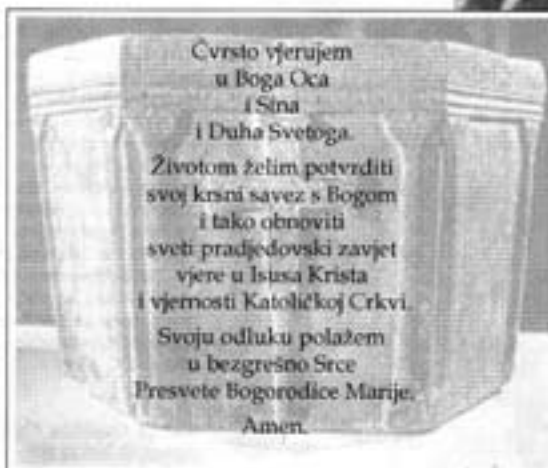 Čvrsto vjerujem
u Boga Oca
i Sina
i Duha Svetoga.
Životom želim potvrditi
svoj krsni savez s Bogom
i tako obnoviti
sveti pradjedovski zavjet
vjere u Isusa Krista
i vjernosti Katoličkoj Crkvi.
Svoju odluku polažem
u bezgrešno Srce
Presvete Bogorodice Marije.
Amen.